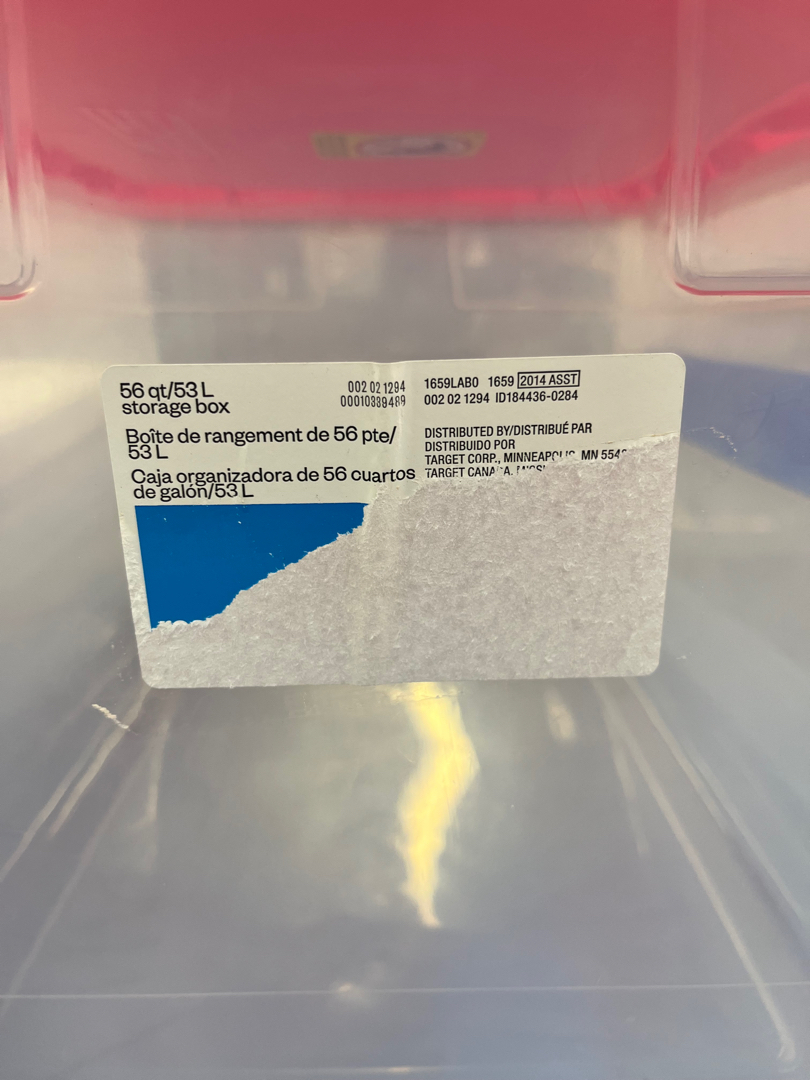 56 qt/53 L
storage box
Boîte de rangement de 56 pte/
53 L
Caja organizadora de 56 cuartos
de galón/53 L
002 02 1294
00010389489
1659LAB0 1659 2014 ASST
002 02 1294 ID184436-0284
DISTRIBUTED BY/DISTRIBUÉ PAR
DISTRIBUIDO POR
TARGET CORP., MINNEAPOLIS, MN
TARGET